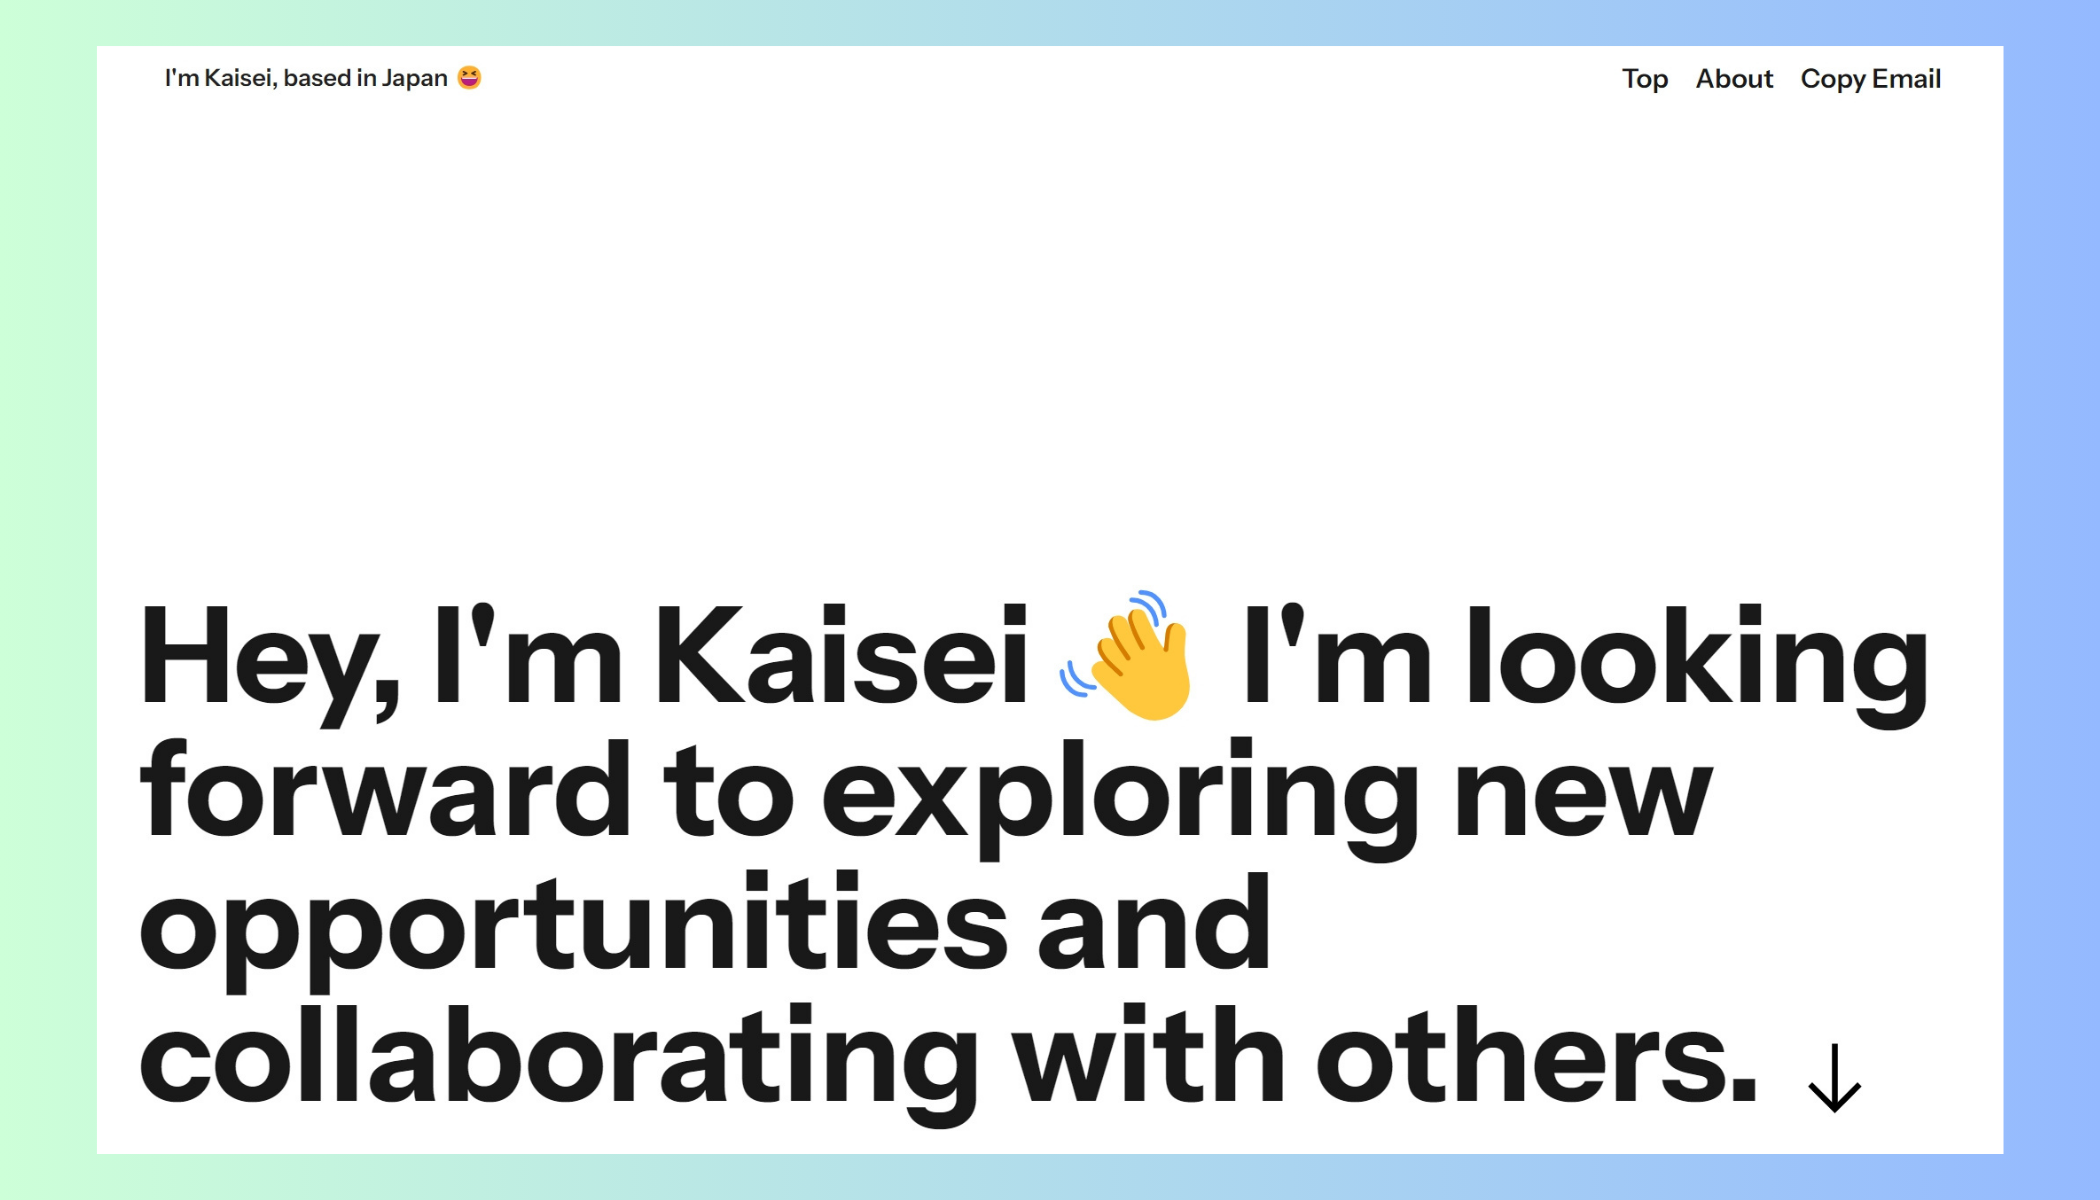 I'm Kaisei, based in Japan 😆
Top About Copy Email
Hey, I'm Kaisei 👋 I'm looking
forward to exploring new
opportunities and
collaborating with others. ↓